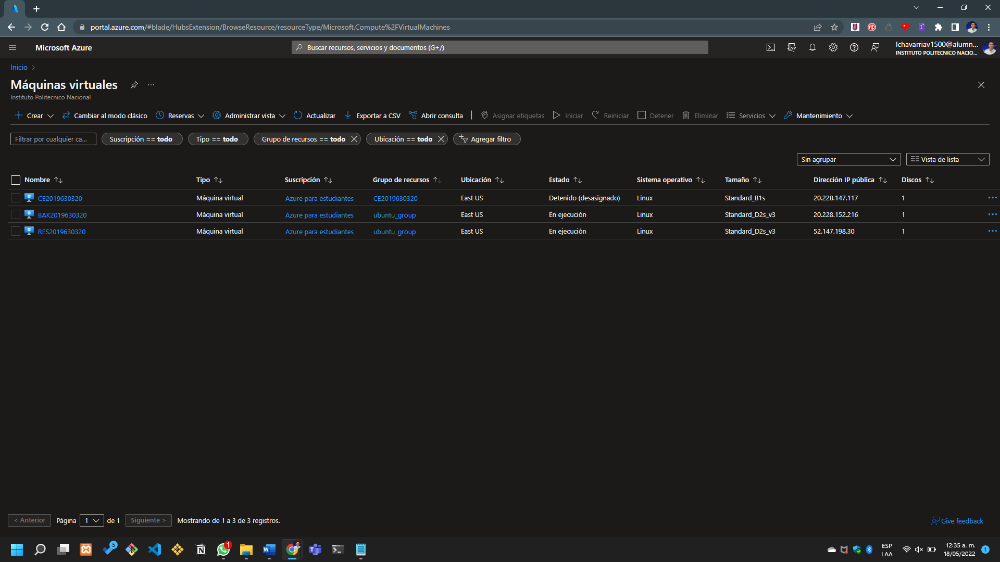 portal.azure.com/#blade/HubsExtension/BrowseResource/resourceType/Microsoft.Compute%2FVirtualMachines
Microsoft Azure
Buscar recursos, servicios y documentos (G+/)
lchavarriav1500@alumn...
INSTITUTO POLITECNICO NACIO...
Inicio >
Máquinas virtuales
Instituto Politecnico Nacional
Crear Cambiar al modo clásico Reservas Administrar vista Actualizar Exportar a CSV Abrir consulta Asignar etiquetas Iniciar Reiniciar Detener Eliminar Servicios Mantenimiento
Filtrar por cualquier ca... Suscripción == todo Tipo == todo Grupo de recursos == todo Ubicación == todo Agregar filtro
Sin agrupar Vista de lista
Nombre Tipo Suscripción Grupo de recursos Ubicación Estado Sistema operativo Tamaño Dirección IP pública Discos
CE2019630320 Máquina virtual Azure para estudiantes CE2019630320 East US Detenido (desasignado) Linux Standard_B1s 20.228.147.117 1
BAK2019630320 Máquina virtual Azure para estudiantes ubuntu_group East US En ejecución Linux Standard_D2s_v3 20.228.152.216 1
RES2019630320 Máquina virtual Azure para estudiantes ubuntu_group East US En ejecución Linux Standard_D2s_v3 52.147.198.30 1
< Anterior Página 1 de 1 Siguiente > Mostrando de 1 a 3 de 3 registros. Give feedback
5 1 ESP 12:35 a. m.
LAA 18/05/2022 1